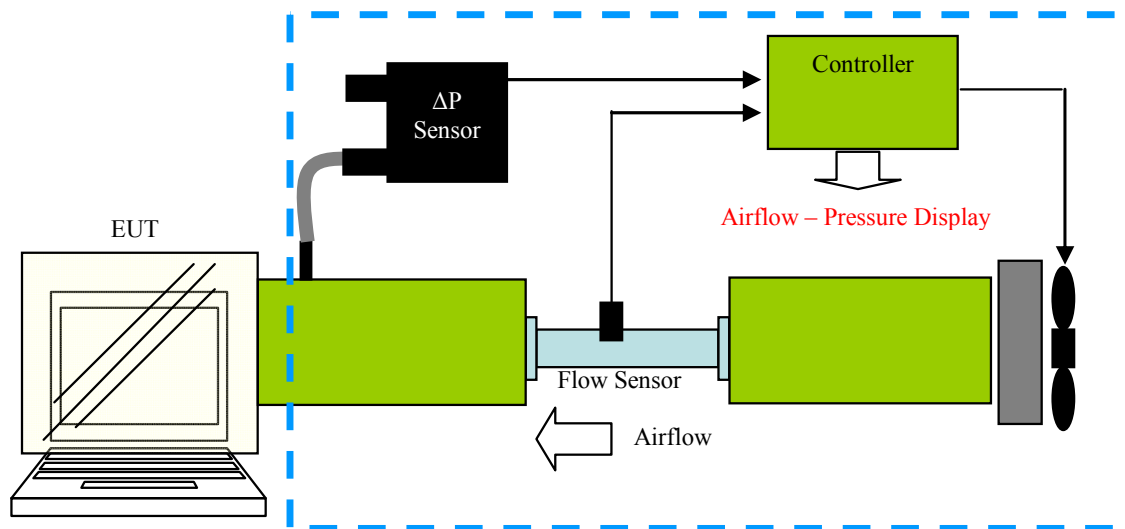 ΔP
Sensor
Controller
Airflow – Pressure Display
EUT
Flow Sensor
Airflow